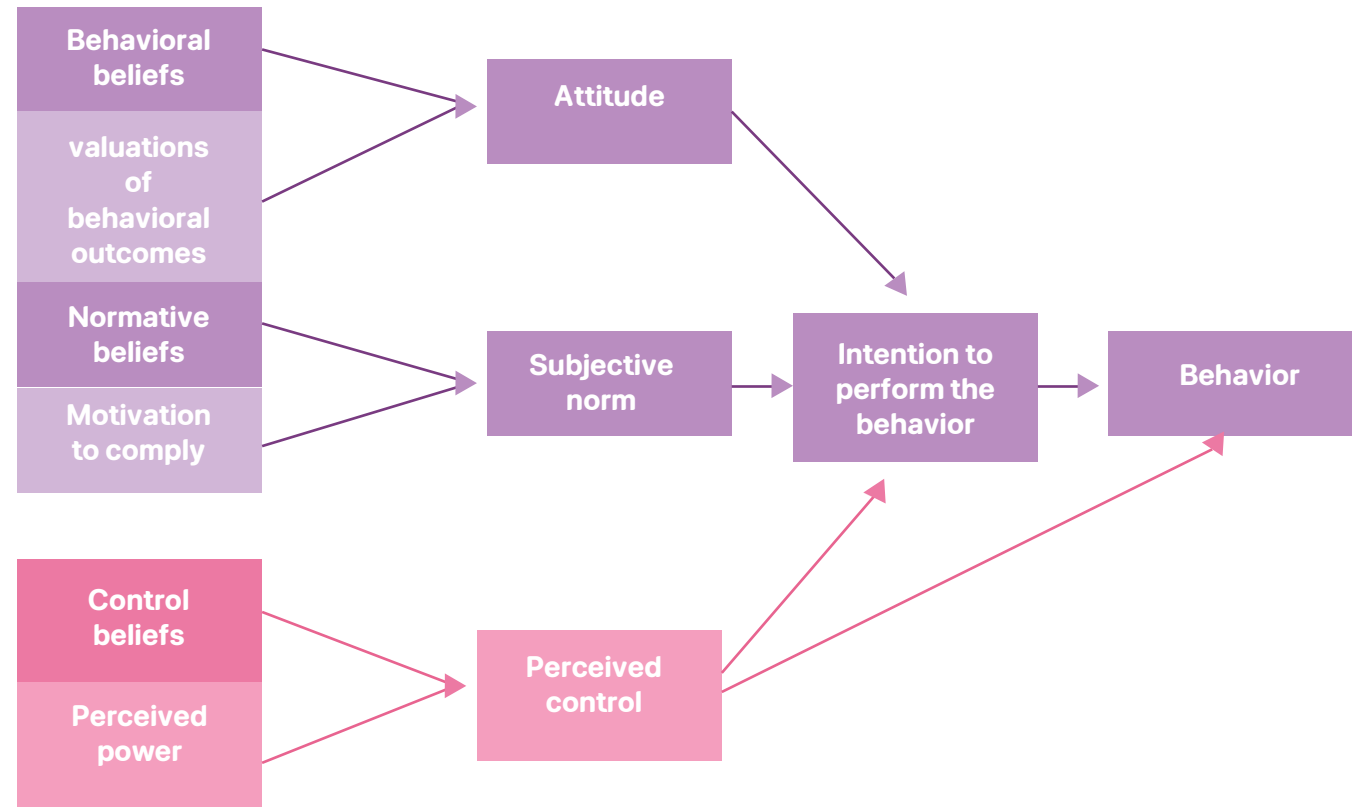 Behavioral
beliefs
valuations
of
behavioral
outcomes
Normative
beliefs
Motivation
to comply
Control
beliefs
Perceived
power
Attitude
Subjective
norm
Perceived
control
Intention to
perform the
behavior
Behavior